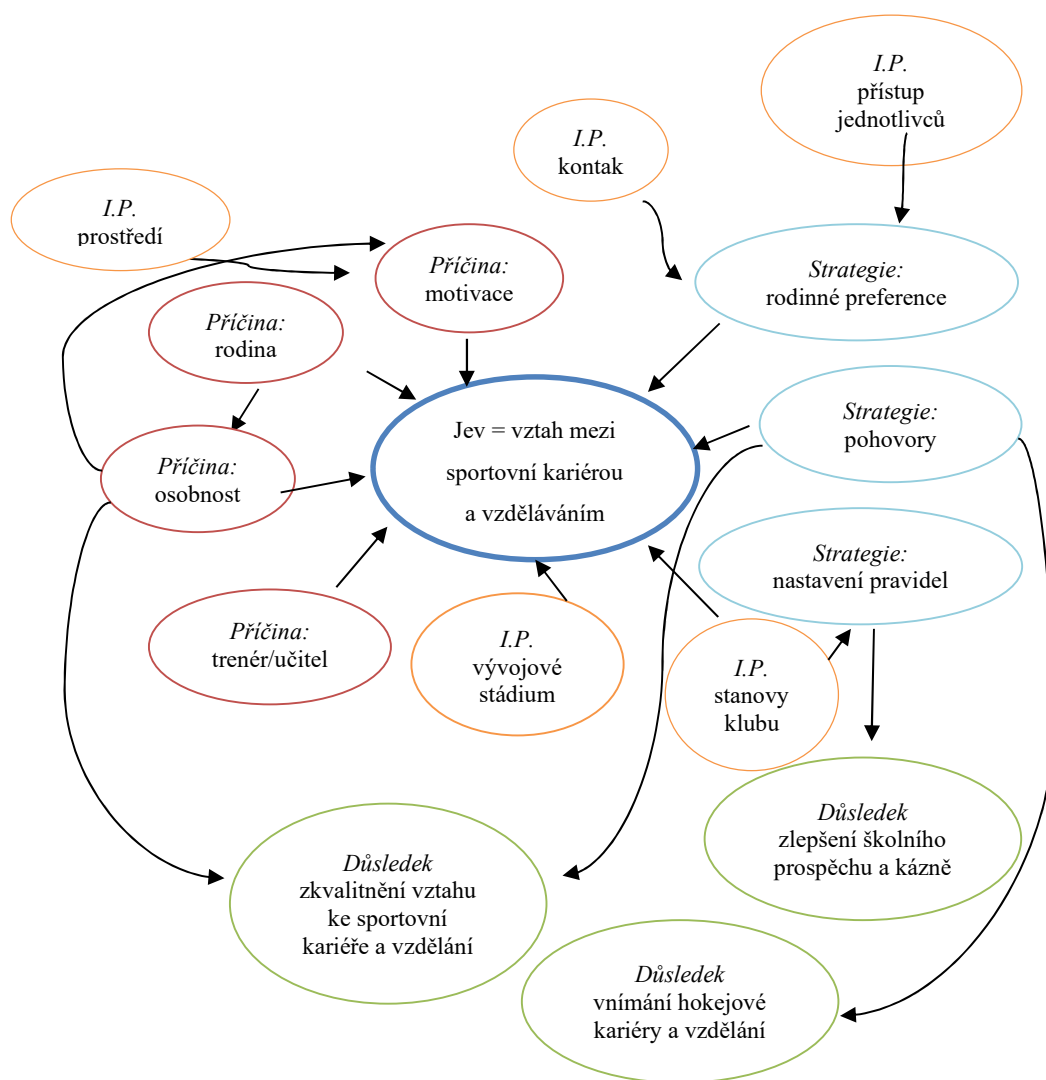 I.P.
přístup
jednotlivců
I.P.
kontak
I.P.
prostředí
Příčina:
motivace
Strategie:
rodinné preference
Příčina:
rodina
Jev = vztah mezi
sportovní kariérou
a vzděláváním
Strategie:
pohovory
Příčina:
osobnost
Strategie:
nastavení pravidel
Příčina:
trenér/učitel
I.P.
vývojové
stádium
I.P.
stanovy
klubu
Důsledek
zlepšení školního
prospěchu a kázně
Důsledek
zkvalitnění vztahu
ke sportovní
kariéře a vzdělání
Důsledek
vnímání hokejové
kariéry a vzdělání